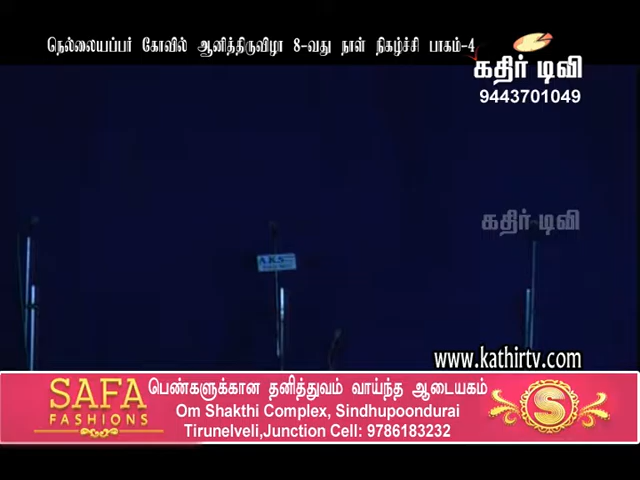 நெல்லையப்பர் கோவில் ஆனித்திருவிழா 8-வது நாள் நிகழ்ச்சி பாகம்-4
கதிர் டிவி
9443701049
கதிர் டிவி
AKS
www.kathirtv.com
SAFA
FASHIONS
பெண்களுக்கான தனித்துவம் வாய்ந்த ஆடையகம்
Om Shakthi Complex, Sindhupoondurai
Tirunelveli,Junction Cell: 9786183232
S